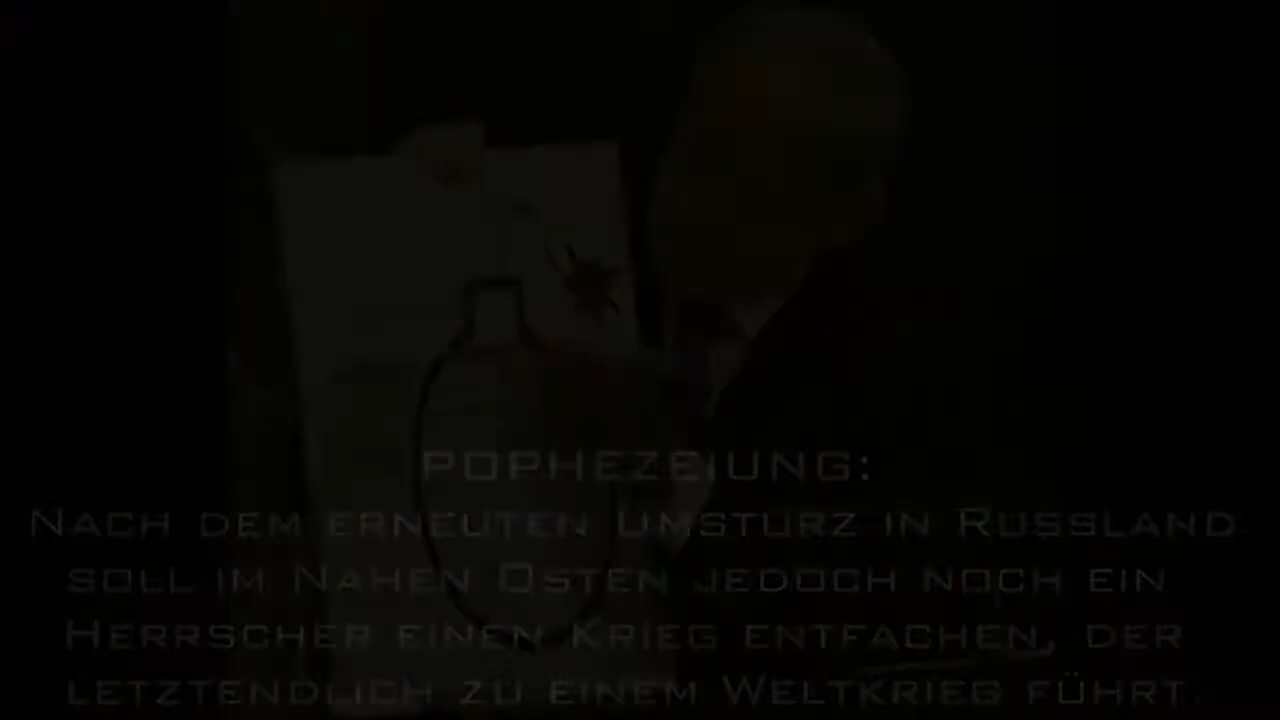 POPHEZEIUNG:
NACH DEM ERNEUTEN UMSTURZ IN RUSSLAND
SOLL IM NAHEN OSTEN JEDOCH NOCH EIN
HERRSCHER EINEN KRIEG ENTFACHEN, DER
LETZTENDLICH ZU EINEM WELTKRIEG FÜHRT.